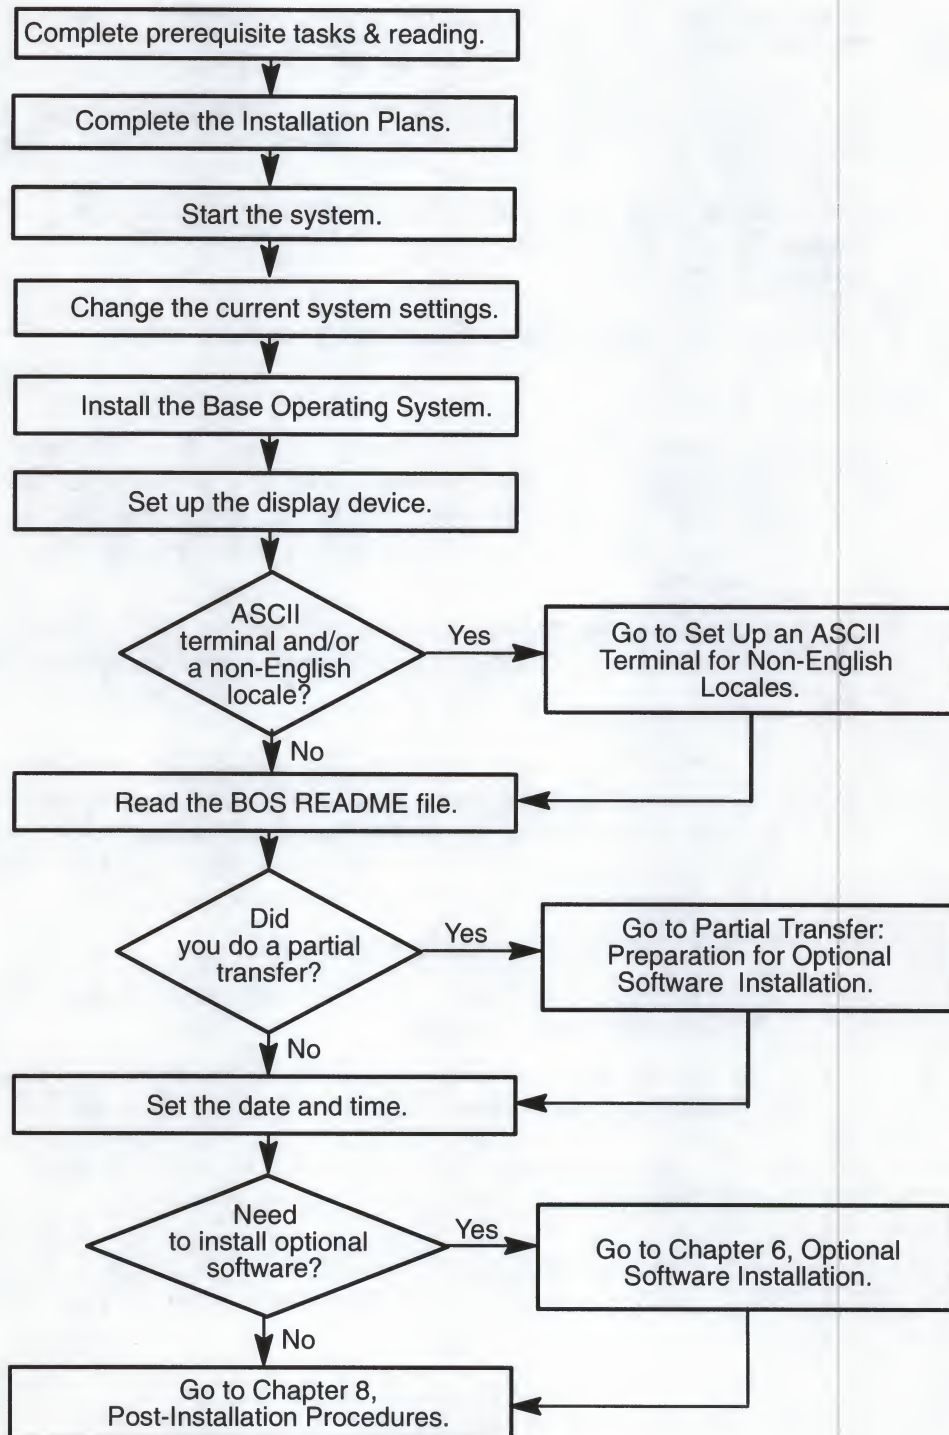 Complete prerequisite tasks & reading.
Complete the Installation Plans.
Start the system.
Change the current system settings.
Install the Base Operating System.
Set up the display device.
ASCII
terminal and/or
a non-English
locale?
Yes
Go to Set Up an ASCII
Terminal for Non-English
Locales.
No
Read the BOS README file.
Did
you do a partial
transfer?
Yes
Go to Partial Transfer:
Preparation for Optional
Software Installation.
No
Set the date and time.
Need
to install optional
software?
Yes
Go to Chapter 6, Optional
Software Installation.
No
Go to Chapter 8,
Post-Installation Procedures.